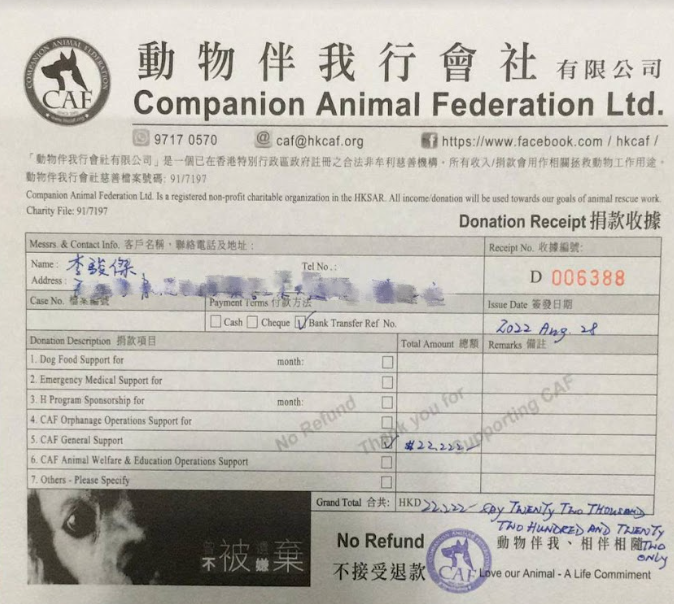 COMPANION ANIMAL FEDERATION
CAF
動物伴我行會社有限公司
Companion Animal Federation Ltd.
9717 0570 caf@hkcaf.org https://www.facebook.com / hkcaf /
「動物伴我行會社有限公司」是一個已在香港特別行政區政府註冊之合法非牟利慈善機構。所有收入/捐款會用作相關拯救動物工作用途。
動物伴我行會社慈善檔案號碼: 91/7197
Companion Animal Federation Ltd. Is a registered non-profit charitable organization in the HKSAR. All income/donation will be used towards our goals of animal rescue work.
Charity File: 91/7197
Donation Receipt 捐款收據
Messrs. & Contact Info. 客戶名稱、聯絡電話及地址:
Receipt No. 收據編號:
Name: 李駿傑 Tel No.:
D 006388
Address:
Case No. 檔案編號 Payment Terms 付款方法
Issue Date 簽發日期
Cash Cheque Bank Transfer Ref No.
2022 Aug. 28
Donation Description 捐款項目 Total Amount 總額 Remarks 備註
1. Dog Food Support for month:
2. Emergency Medical Support for
3. H Program Sponsorship for month:
4. CAF Orphanage Operations Support for
5. CAF General Support $22,222-
6. CAF Animal Welfare & Education Operations Support
7. Others - Please Specify
No Refund Thank you for Supporting CAF
Grand Total 合共: HKD 22,222- SAY TWENTY TWO THOUSAND
TWO HUNDRED AND TWENTY
TWO
ONLY
不被嫌棄
No Refund
不接受退款
CAF
動物伴我、相伴相隨
Love our Animal - A Life Commiment